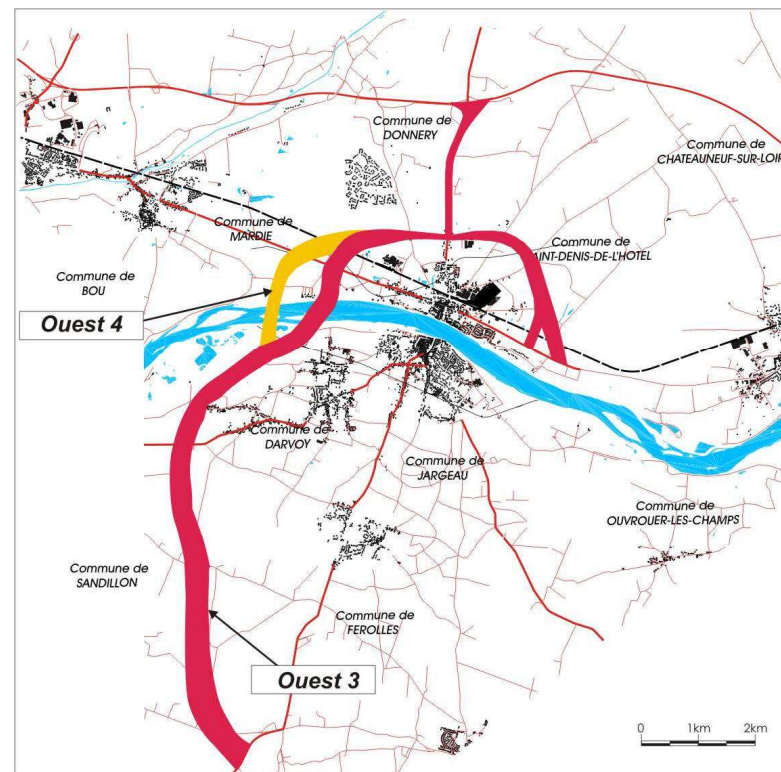 Commune de
DONNERY
Commune de
CHATEAUNEUF-SUR-LOIR
Commune de
MARDIE
Commune de
SAINT-DENIS-DE-L'HOTEL
Commune de
BOU
Ouest 4
Commune de
DARVOY
Commune de
JARGEAU
Commune de
OUVROUER-LES-CHAMPS
Commune de
SANDILLON
Commune de
FEROLLES
Ouest 3
0 1km 2km